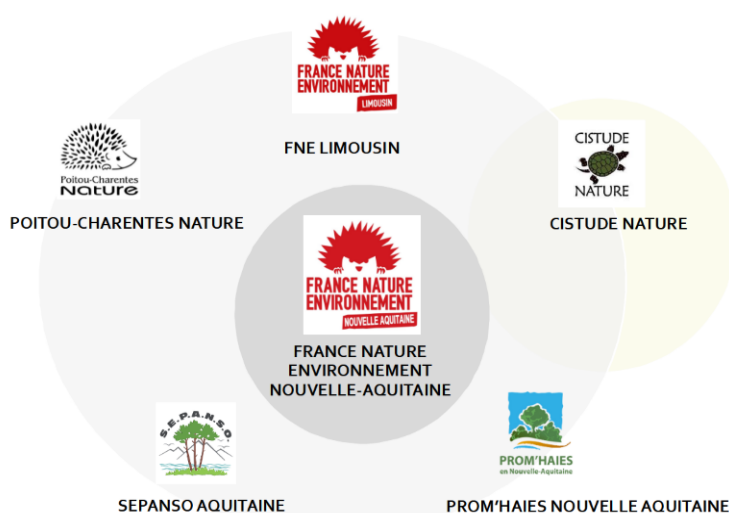 FRANCE NATURE
ENVIRONNEMENT
LIMOUSIN
FNE LIMOUSIN
Poitou-Charentes
Nature
POITOU-CHARENTES NATURE
CISTUDE
NATURE
CISTUDE NATURE
FRANCE NATURE
ENVIRONNEMENT
NOUVELLE AQUITAINE
FRANCE NATURE
ENVIRONNEMENT
NOUVELLE-AQUITAINE
S.E.P.A.N.S.O.
SEPANSO AQUITAINE
PROM'HAIES
en Nouvelle-Aquitaine
PROM'HAIES NOUVELLE AQUITAINE